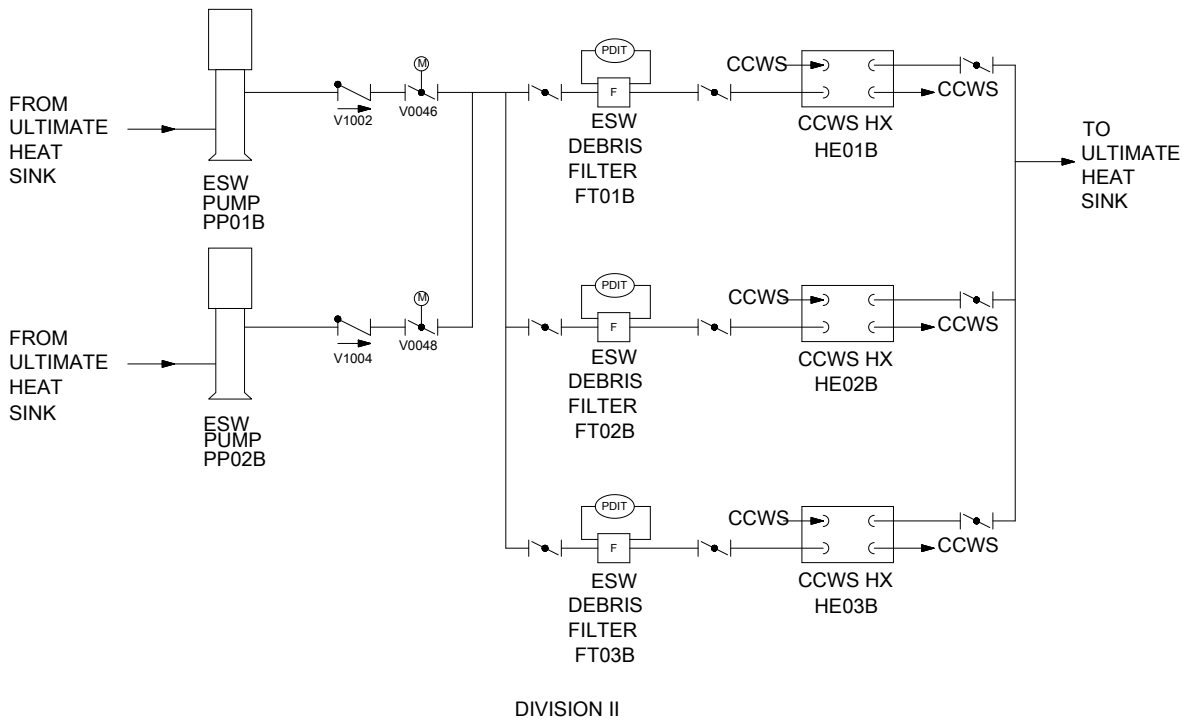 FROM
ULTIMATE
HEAT
SINK
ESW
PUMP
PP01B
V1002
M
V0046
PDIT
F
ESW
DEBRIS
FILTER
FT01B
CCWS
CCWS
CCWS HX
HE01B
TO
ULTIMATE
HEAT
SINK
FROM
ULTIMATE
HEAT
SINK
ESW
PUMP
PP02B
V1004
M
V0048
PDIT
F
ESW
DEBRIS
FILTER
FT02B
CCWS
CCWS
CCWS HX
HE02B
PDIT
F
ESW
DEBRIS
FILTER
FT03B
CCWS
CCWS
CCWS HX
HE03B
DIVISION II